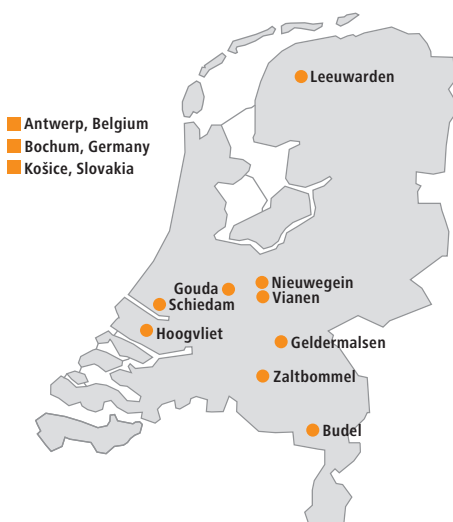 Leeuwarden
Antwerp, Belgium
Bochum, Germany
Košice, Slovakia
Nieuwegein
Gouda
Vianen
Schiedam
Hoogvliet
Geldermalsen
Zaltbommel
Budel